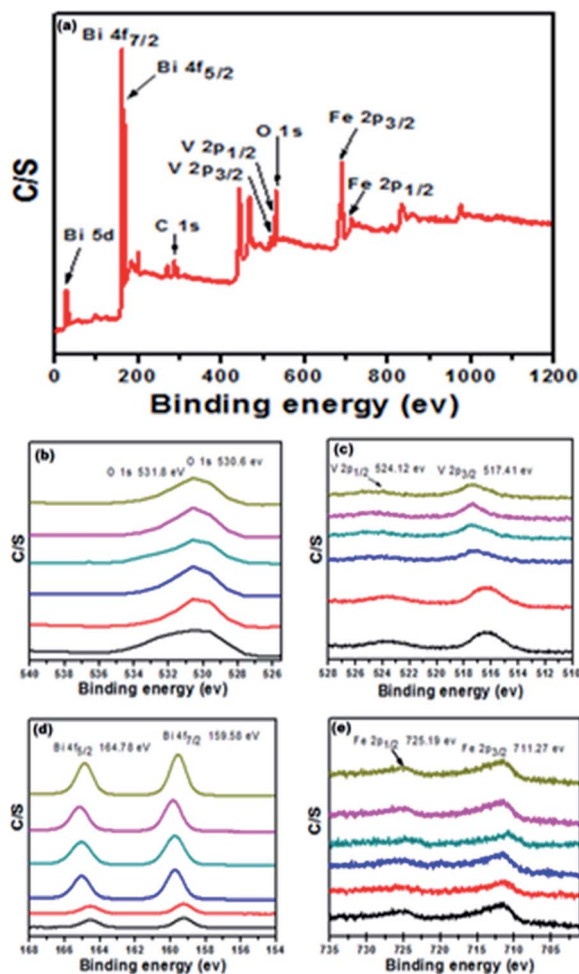 (a)
Bi 4f7/2
Bi 4f5/2
Bi 5d
C 1s
V 2p3/2
V 2p1/2
O 1s
Fe 2p3/2
Fe 2p1/2
C/S
0 200 400 600 800 1000 1200
Binding energy (ev)
(b)
O 1s 531.8 eV O 1s 530.6 ev
C/S
540 538 536 534 532 530 528 526
Binding energy (ev)
(c)
V 2p1/2 524.12 ev V 2p3/2 517.41 ev
C/S
528 526 524 522 520 518 516 514 512 510
Binding energy (ev)
(d)
Bi 4f5/2 164.78 eV Bi 4f7/2 159.58 eV
C/S
168 166 164 162 160 158 156 154
Binding energy (ev)
(e)
Fe 2p1/2 725.19 ev Fe 2p3/2 711.27 ev
C/S
735 730 725 720 715 710 705
Binding energy (ev)